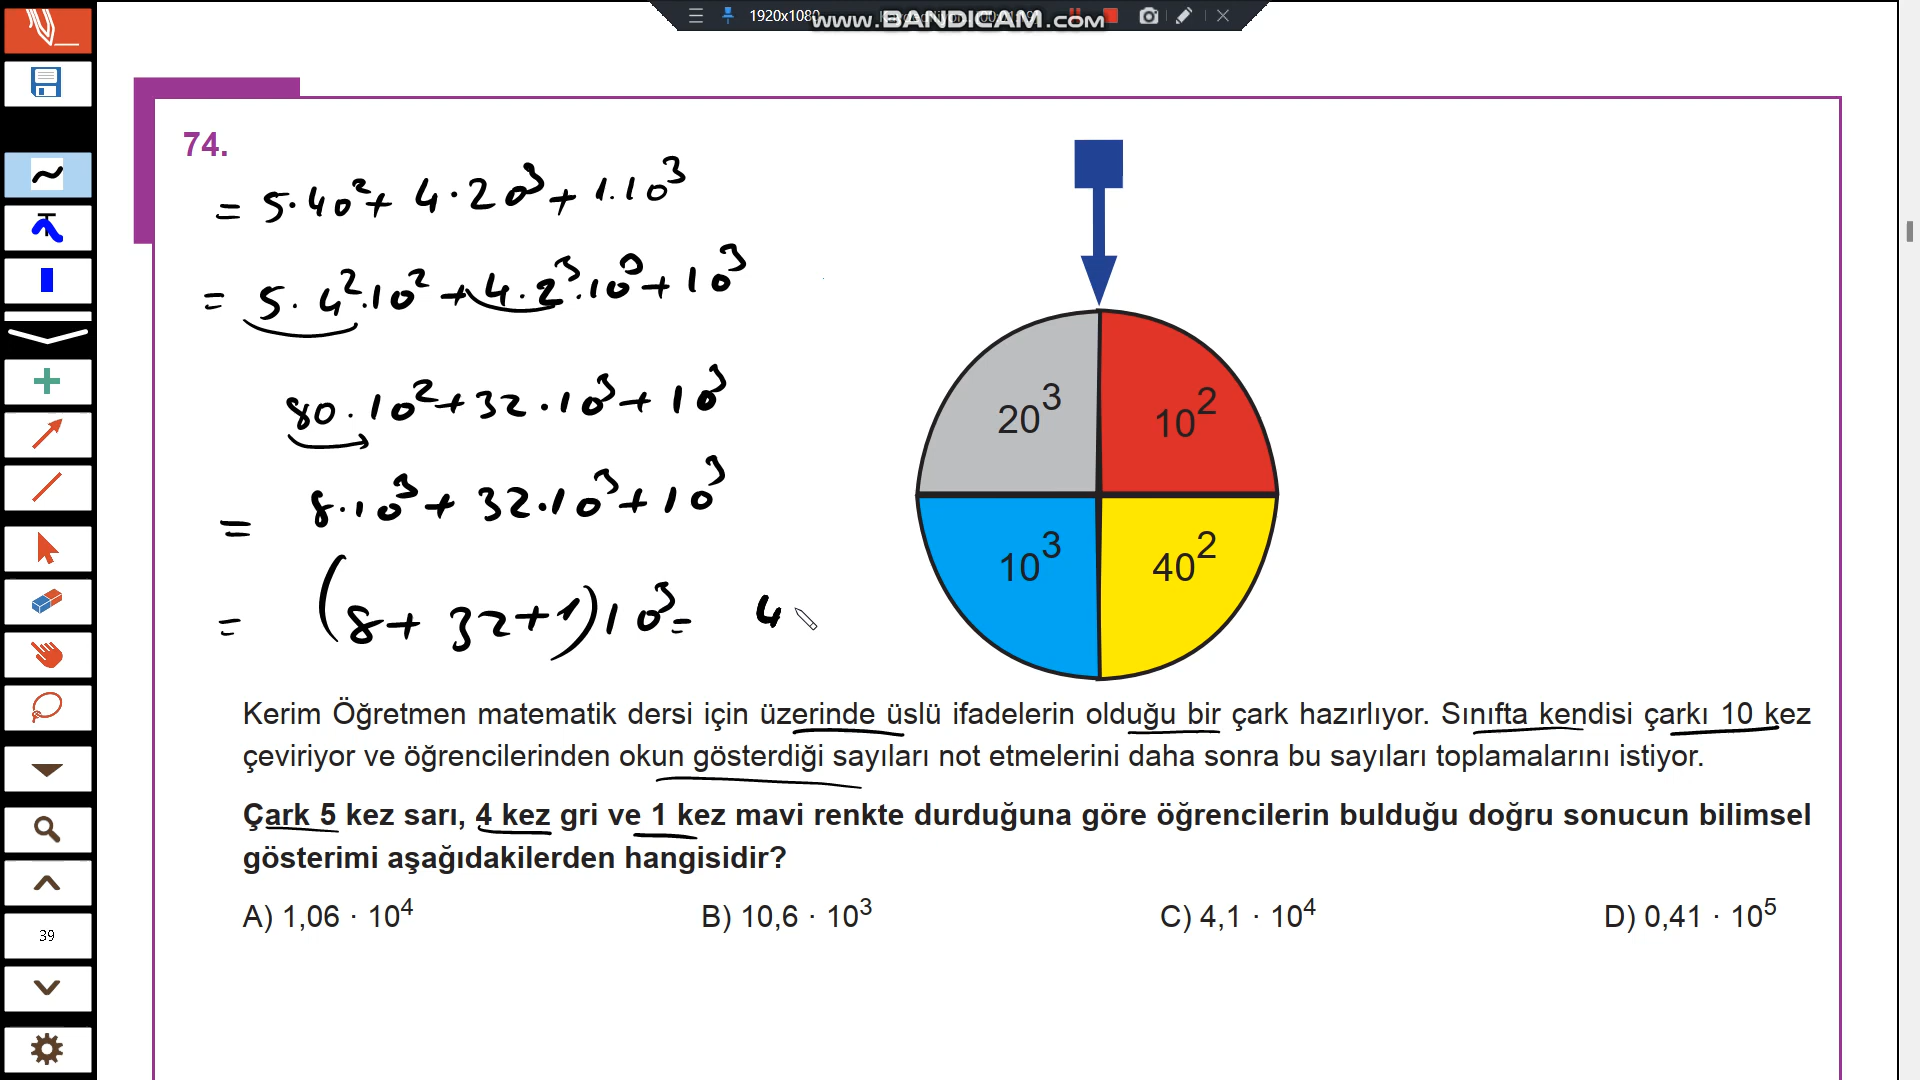 1920x1080
www.BANDICAM.com
74.
= 5·40² + 4·20³ + 1·10³
= 5·4²·10² + 4·2³·10³ + 10³
80·10² + 32·10³ + 10³
= 8·10³ + 32·10³ + 10³
= (8 + 32 + 1)10³ = 4
20³
10²
10³
40²
Kerim Öğretmen matematik dersi için üzerinde üslü ifadelerin olduğu bir çark hazırlıyor. Sınıfta kendisi çarkı 10 kez
çeviriyor ve öğrencilerinden okun gösterdiği sayıları not etmelerini daha sonra bu sayıları toplamalarını istiyor.
Çark 5 kez sarı, 4 kez gri ve 1 kez mavi renkte durduğuna göre öğrencilerin bulduğu doğru sonucun bilimsel
gösterimi aşağıdakilerden hangisidir?
A) 1,06 · 10⁴ B) 10,6 · 10³ C) 4,1 · 10⁴ D) 0,41 · 10⁵
39